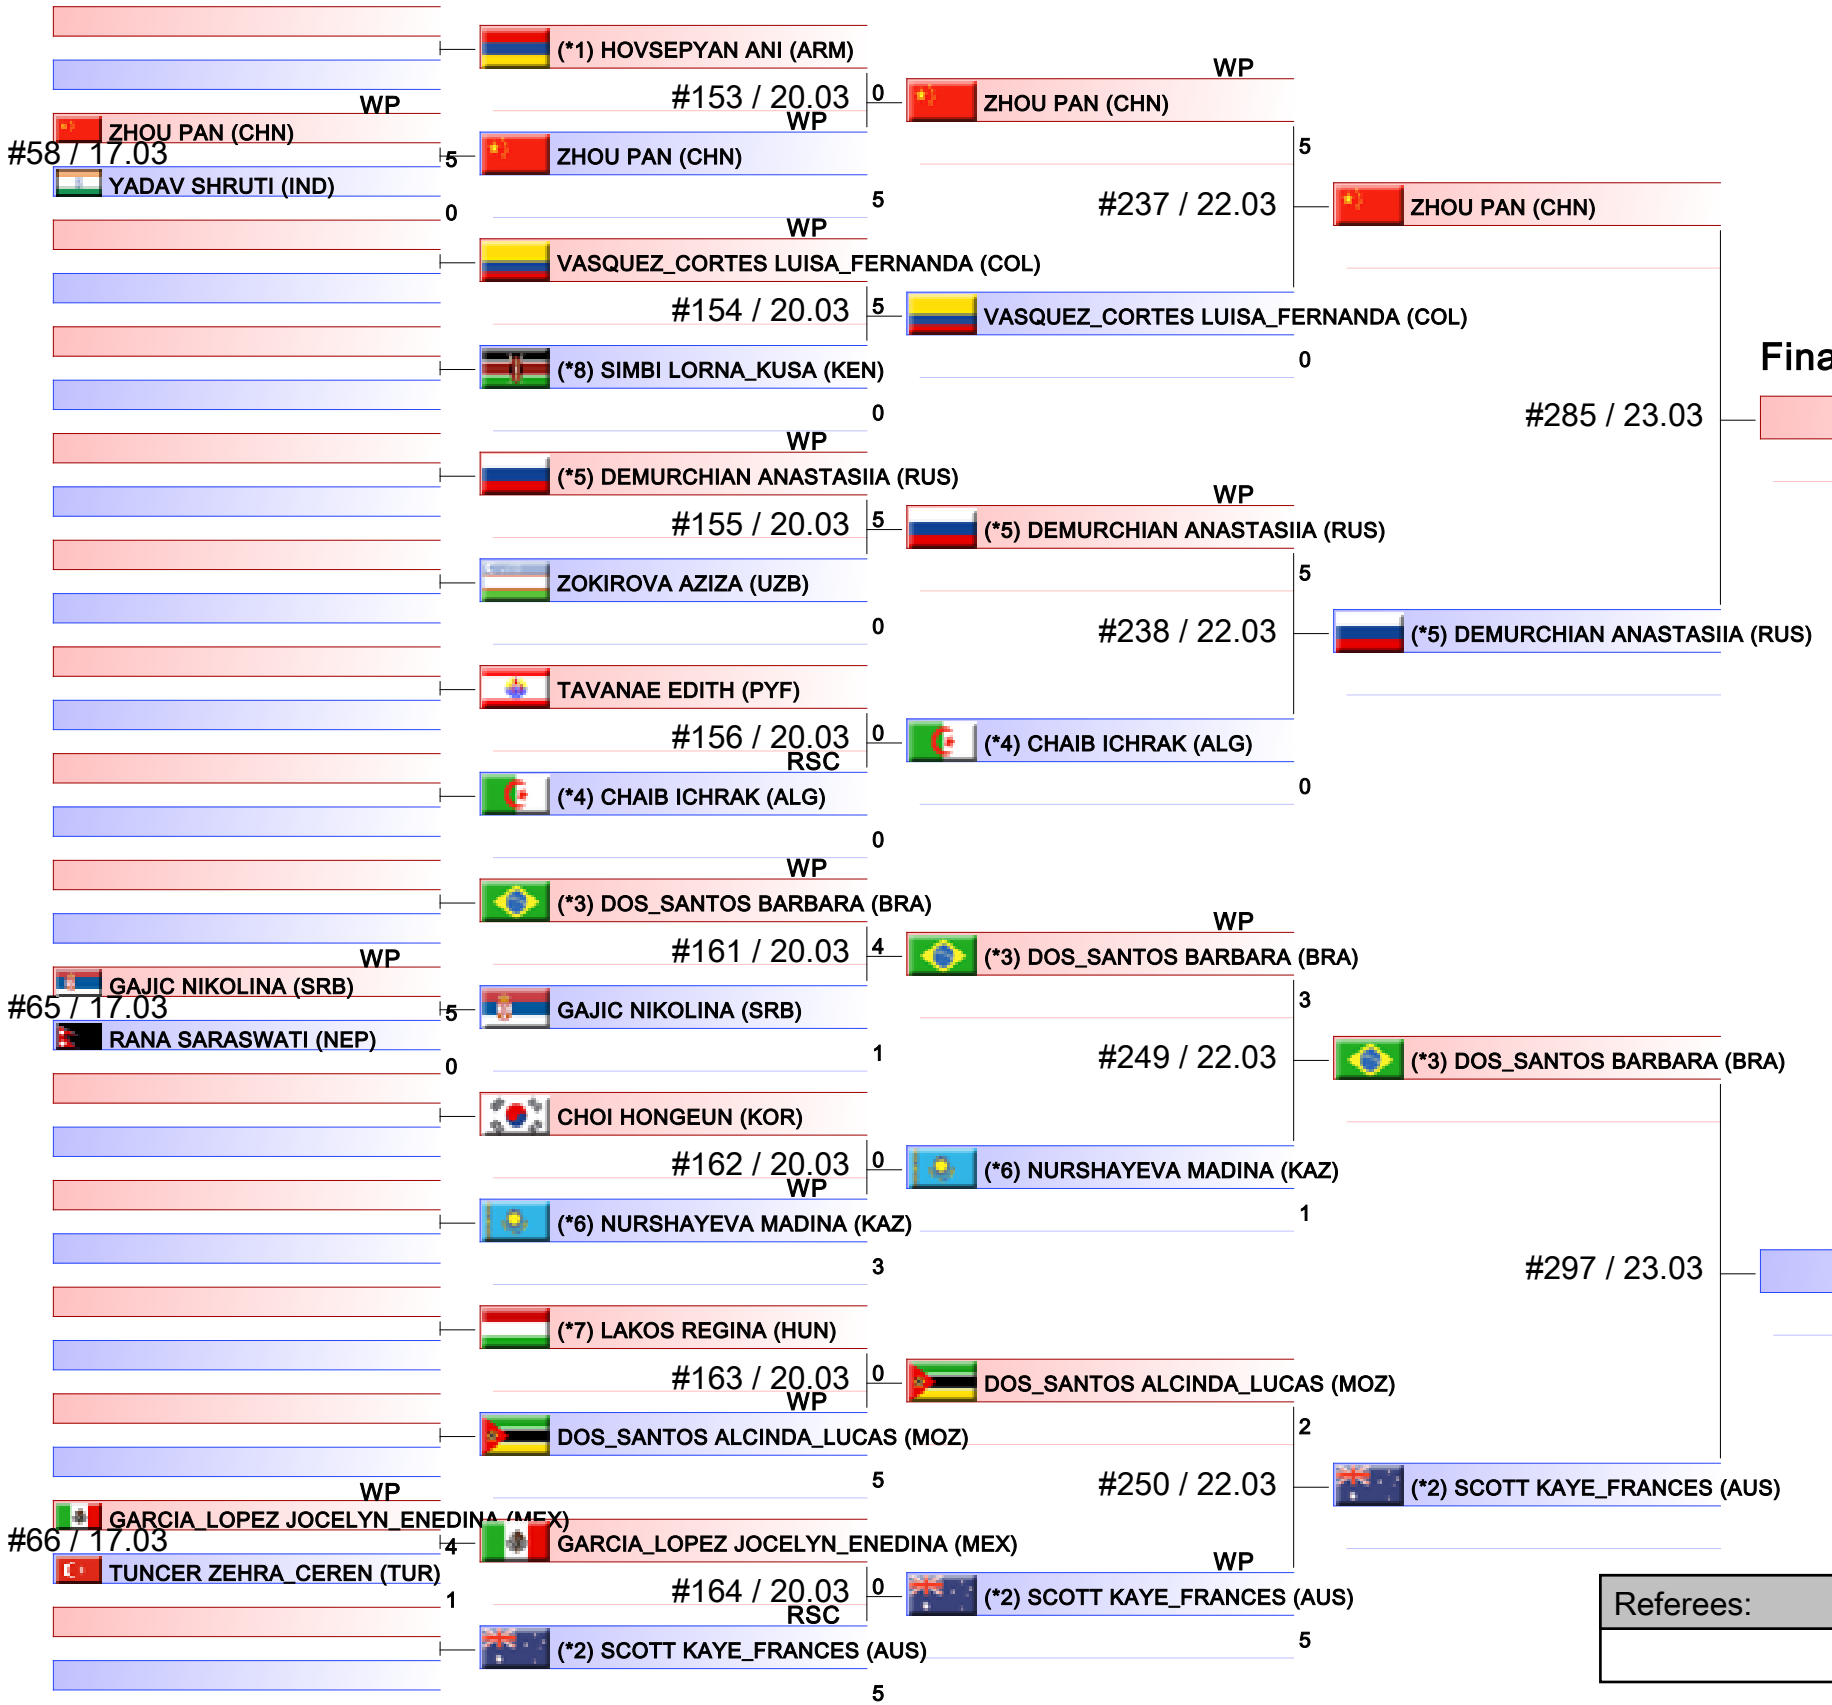 (*1) HOVSEPYAN ANI (ARM)
WP
#153 / 20.03
0
ZHOU PAN (CHN)
WP
ZHOU PAN (CHN)
#58 / 17.03
5
WP
ZHOU PAN (CHN)
5
YADAV SHRUTI (IND)
0
5
#237 / 22.03
ZHOU PAN (CHN)
WP
VASQUEZ_CORTES LUISA_FERNANDA (COL)
#154 / 20.03
5
VASQUEZ_CORTES LUISA_FERNANDA (COL)
0
(*8) SIMBI LORNA_KUSA (KEN)
0
Fina
#285 / 23.03
WP
(*5) DEMURCHIAN ANASTASIIA (RUS)
#155 / 20.03
5
WP
(*5) DEMURCHIAN ANASTASIIA (RUS)
5
ZOKIROVA AZIZA (UZB)
0
#238 / 22.03
(*5) DEMURCHIAN ANASTASIIA (RUS)
TAVANAE EDITH (PYF)
#156 / 20.03
0
(*4) CHAIB ICHRAK (ALG)
0
RSC
(*4) CHAIB ICHRAK (ALG)
0
WP
(*3) DOS_SANTOS BARBARA (BRA)
#161 / 20.03
4
WP
(*3) DOS_SANTOS BARBARA (BRA)
3
WP
GAJIC NIKOLINA (SRB)
#65 / 17.03
5
GAJIC NIKOLINA (SRB)
1
RANA SARASWATI (NEP)
0
#249 / 22.03
(*3) DOS_SANTOS BARBARA (BRA)
CHOI HONGEUN (KOR)
#162 / 20.03
0
(*6) NURSHAYEVA MADINA (KAZ)
1
WP
(*6) NURSHAYEVA MADINA (KAZ)
3
#297 / 23.03
(*7) LAKOS REGINA (HUN)
#163 / 20.03
0
DOS_SANTOS ALCINDA_LUCAS (MOZ)
2
WP
DOS_SANTOS ALCINDA_LUCAS (MOZ)
5
#250 / 22.03
(*2) SCOTT KAYE_FRANCES (AUS)
WP
GARCIA_LOPEZ JOCELYN_ENEDINA (MEX)
#66 / 17.03
4
GARCIA_LOPEZ JOCELYN_ENEDINA (MEX)
TUNCER ZEHRA_CEREN (TUR)
1
#164 / 20.03
0
WP
(*2) SCOTT KAYE_FRANCES (AUS)
5
RSC
(*2) SCOTT KAYE_FRANCES (AUS)
5
Referees: